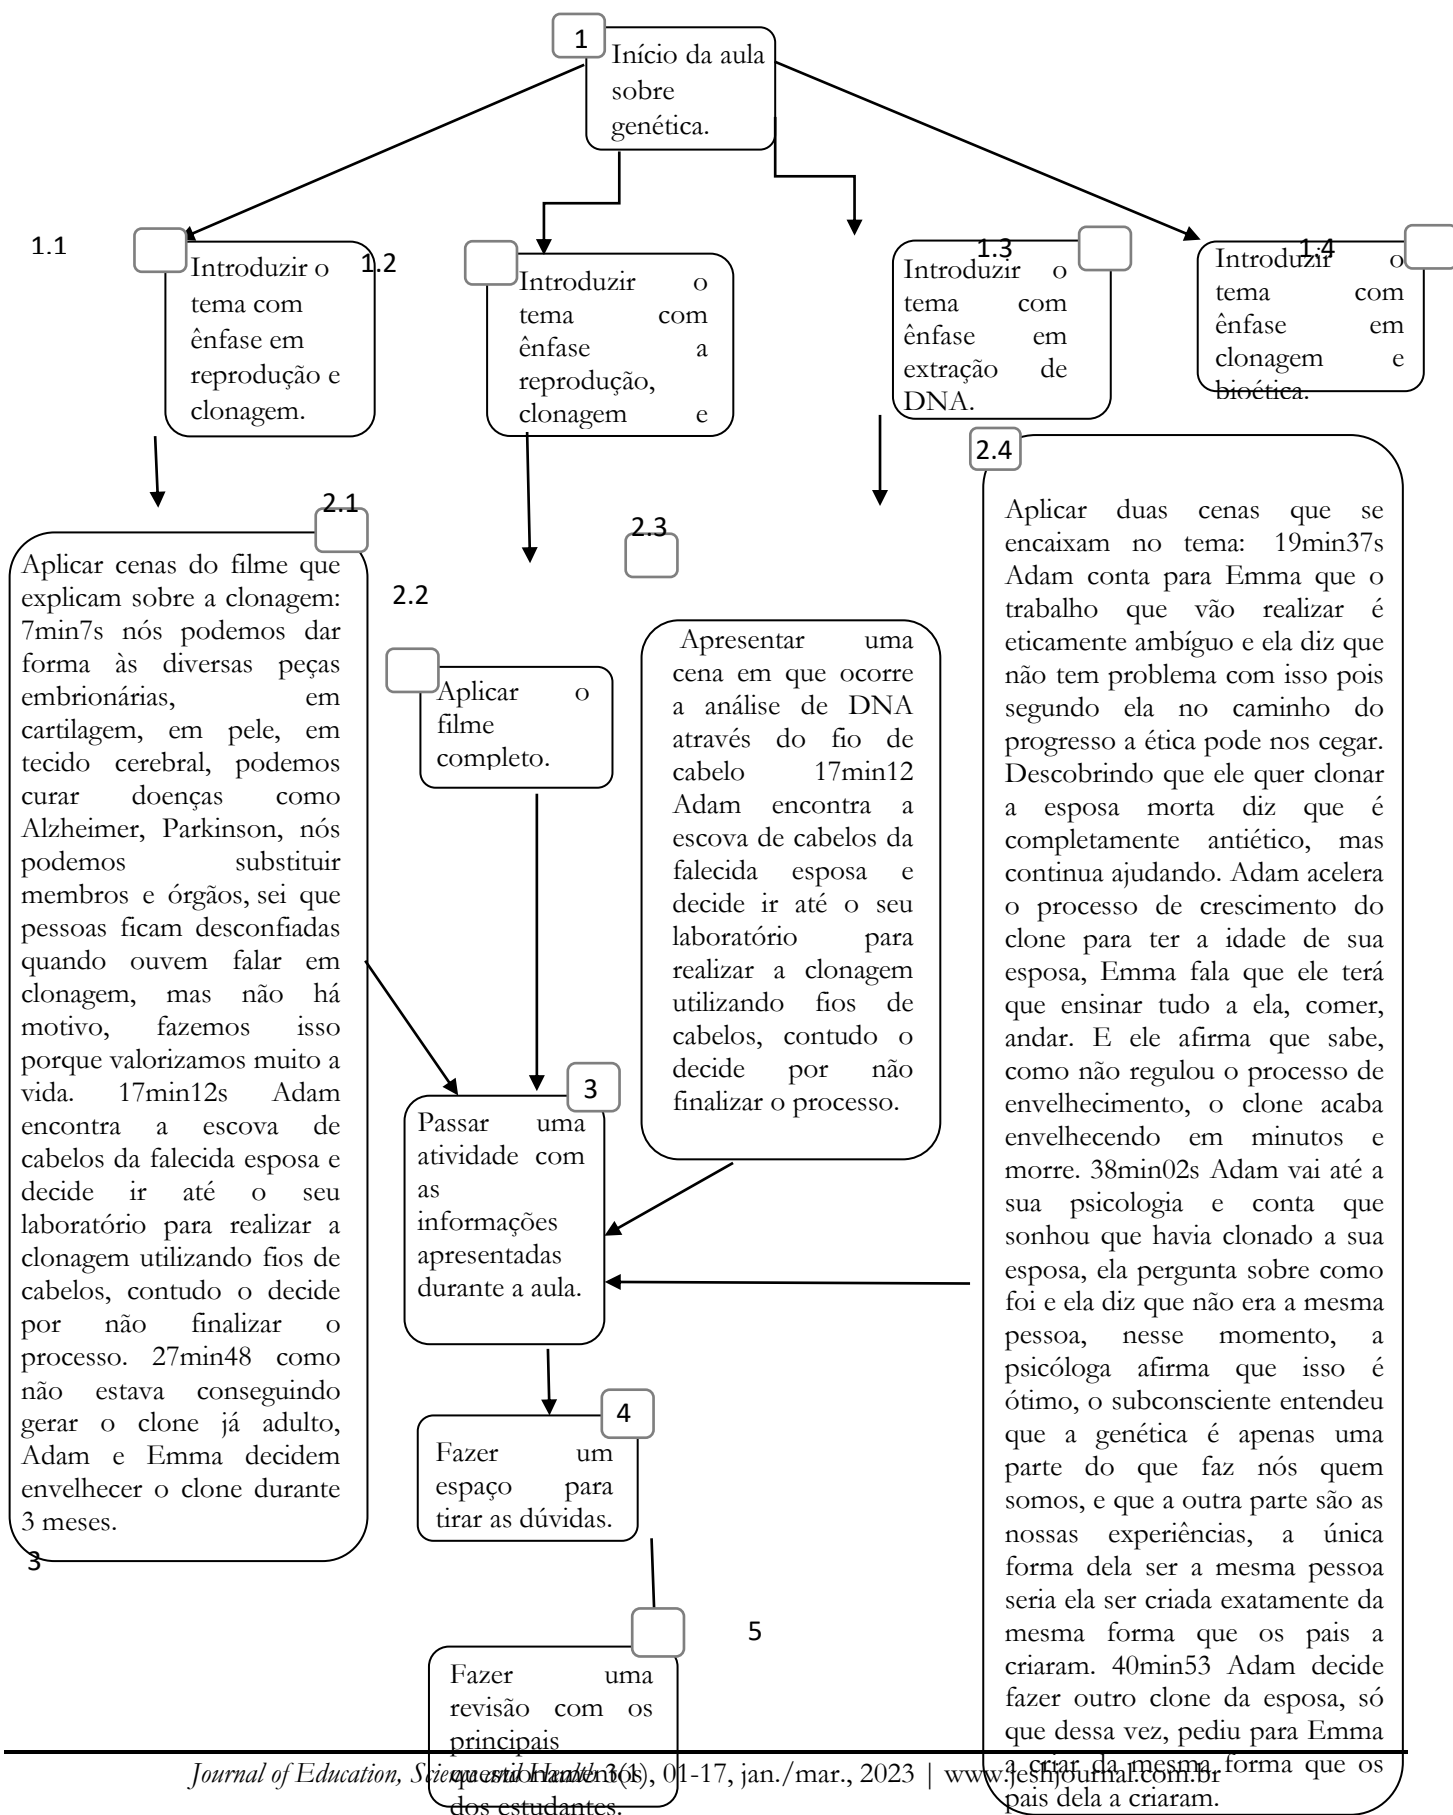 1
Início da aula
sobre
genética.
1.1
Introduzir o
tema com
ênfase em
reprodução e
clonagem.
1.2
Introduzir o
tema com
ênfase a
reprodução,
clonagem e
1.3
Introduzir o
tema com
ênfase em
extração de
DNA.
1.4
Introduzir o
tema com
ênfase em
clonagem e
bioética.
2.1
Aplicar cenas do filme que
explicam sobre a clonagem:
7min7s nós podemos dar
forma às diversas peças
embrionárias, em
cartilagem, em pele, em
tecido cerebral, podemos
curar doenças como
Alzheimer, Parkinson, nós
podemos substituir
membros e órgãos, sei que
pessoas ficam desconfiadas
quando ouvem falar em
clonagem, mas não há
motivo, fazemos isso
porque valorizamos muito a
vida. 17min12s Adam
encontra a escova de
cabelos da falecida esposa e
decide ir até o seu
laboratório para realizar a
clonagem utilizando fios de
cabelos, contudo o decide
por não finalizar o
processo. 27min48 como
não estava conseguindo
gerar o clone já adulto,
Adam e Emma decidem
envelhecer o clone durante
3 meses.
3
2.2
Aplicar o
filme
completo.
2.3
Apresentar uma
cena em que ocorre
a análise de DNA
através do fio de
cabelo 17min12
Adam encontra a
escova de cabelos da
falecida esposa e
decide ir até o seu
laboratório para
realizar a clonagem
utilizando fios de
cabelos, contudo o
decide por não
finalizar o processo.
2.4
Aplicar duas cenas que se
encaixam no tema: 19min37s
Adam conta para Emma que o
trabalho que vão realizar é
eticamente ambíguo e ela diz que
não tem problema com isso pois
segundo ela no caminho do
progresso a ética pode nos cegar.
Descobrindo que ele quer clonar
a esposa morta diz que é
completamente antiético, mas
continua ajudando. Adam acelera
o processo de crescimento do
clone para ter a idade de sua
esposa, Emma fala que ele terá
que ensinar tudo a ela, comer,
andar. E ele afirma que sabe,
como não regulou o processo de
envelhecimento, o clone acaba
envelhecendo em minutos e
morre. 38min02s Adam vai até a
sua psicologia e conta que
sonhou que havia clonado a sua
esposa, ela pergunta sobre como
foi e ela diz que não era a mesma
pessoa, nesse momento, a
psicóloga afirma que isso é
ótimo, o subconsciente entendeu
que a genética é apenas uma
parte do que faz nós quem
somos, e que a outra parte são as
nossas experiências, a única
forma dela ser a mesma pessoa
seria ela ser criada exatamente da
mesma forma que os pais a
criaram. 40min53 Adam decide
fazer outro clone da esposa, só
que dessa vez, pediu para Emma
a criar da mesma forma que os
pais dela a criaram.
3
Passar uma
atividade com
as
informações
apresentadas
durante a aula.
4
Fazer um
espaço para
tirar as dúvidas.
5
Fazer uma
revisão com os
principais
questionamentos
dos estudantes.
Journal of Education, Science and Health 3(1), 01-17, jan./mar., 2023 | www.jeshjournal.com.br